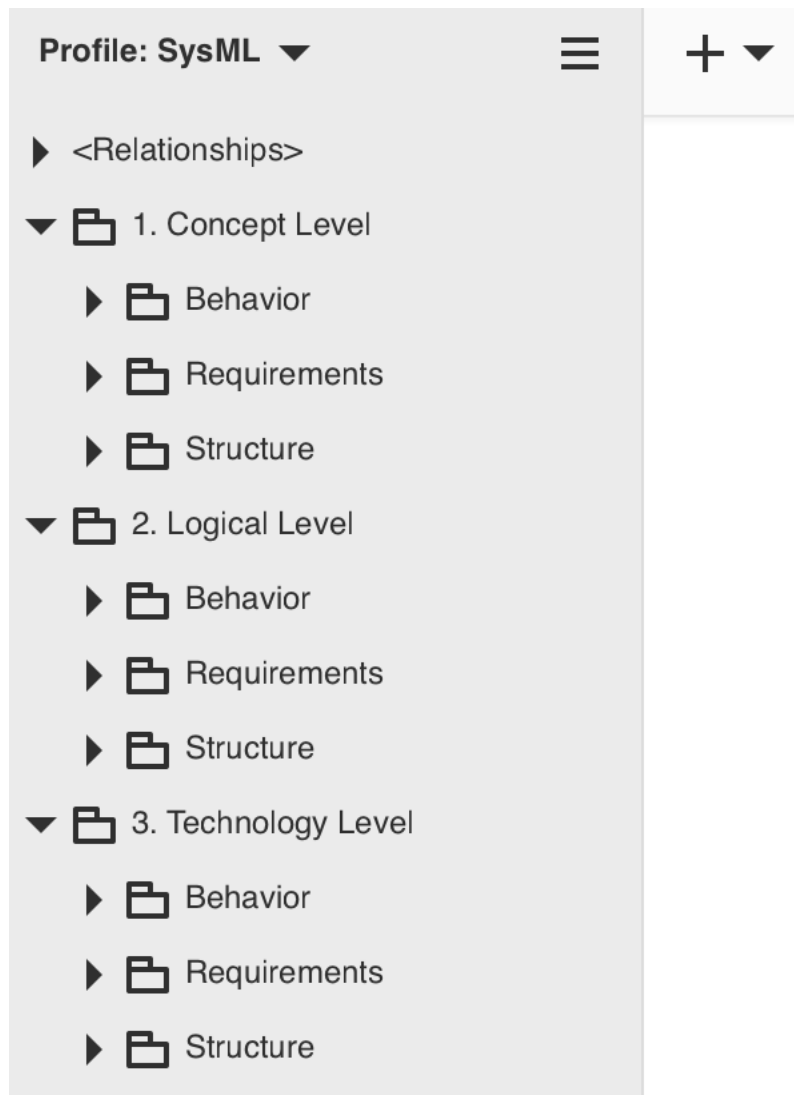 Profile: SysML
<Relationships>
1. Concept Level
Behavior
Requirements
Structure
2. Logical Level
Behavior
Requirements
Structure
3. Technology Level
Behavior
Requirements
Structure